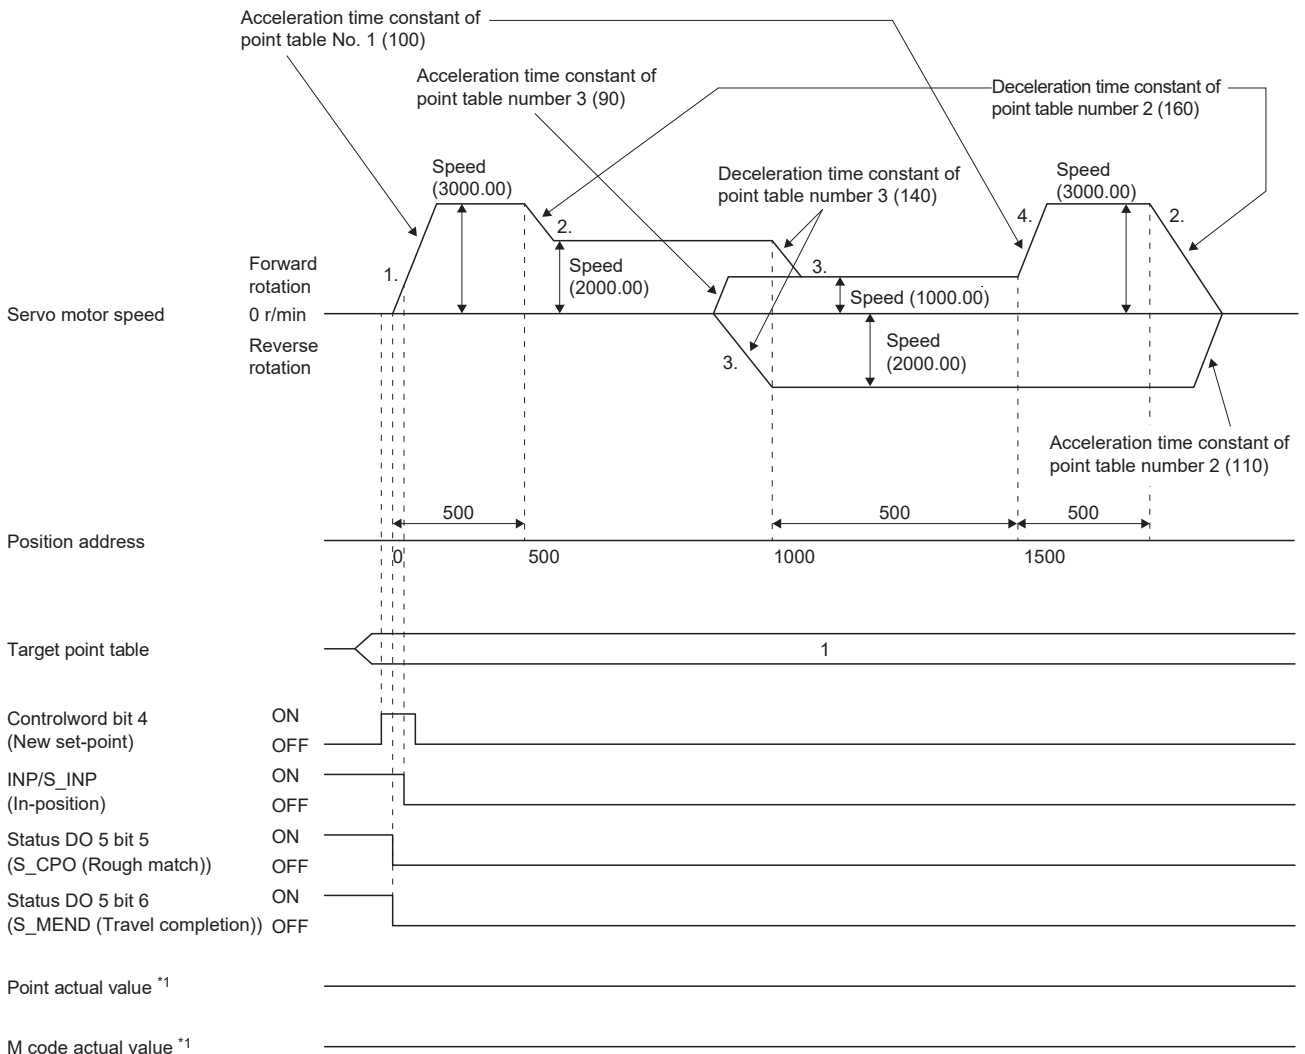 Acceleration time constant of
point table No. 1 (100)
Acceleration time constant of
point table number 3 (90)
Deceleration time constant of
point table number 2 (160)
Speed
(3000.00)
Deceleration time constant of
point table number 3 (140)
Speed
(3000.00)
1.
2.
3.
4.
2.
Forward
rotation
Speed
(2000.00)
Speed (1000.00)
Servo motor speed
0 r/min
Reverse
rotation
3.
Speed
(2000.00)
Acceleration time constant of
point table number 2 (110)
500
500
500
Position address
0
500
1000
1500
Target point table
1
Controlword bit 4
(New set-point)
ON
OFF
INP/S_INP
(In-position)
ON
OFF
Status DO 5 bit 5
(S_CPO (Rough match))
ON
OFF
Status DO 5 bit 6
(S_MEND (Travel completion))
ON
OFF
Point actual value *1
M code actual value *1